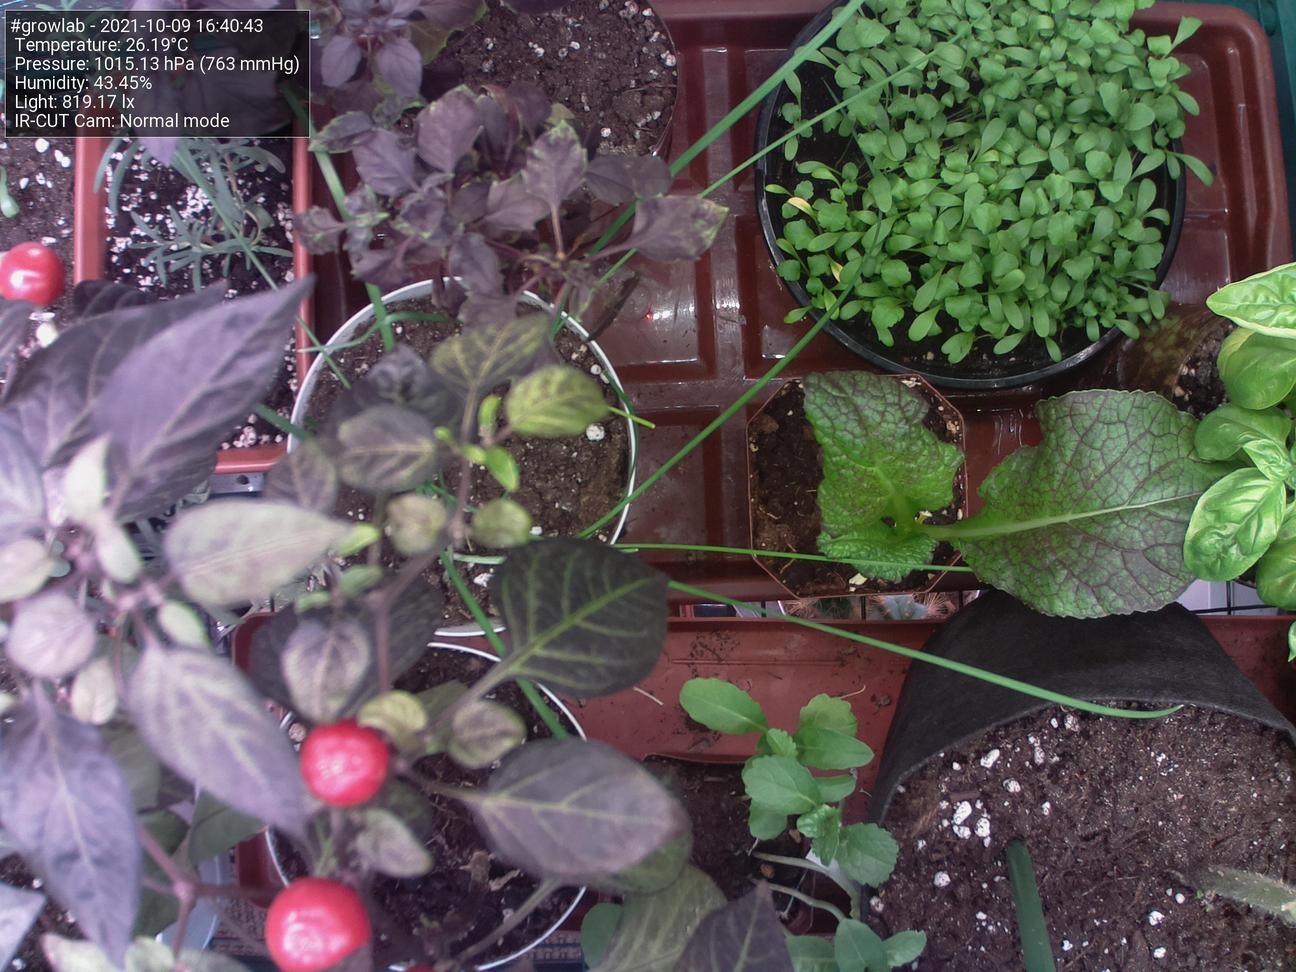 #growlab - 2021-10-09 16:40:43
Temperature: 26.19°C
Pressure: 1015.13 hPa (763 mmHg)
Humidity: 43.45%
Light: 819.17 lx
IR-CUT Cam: Normal mode